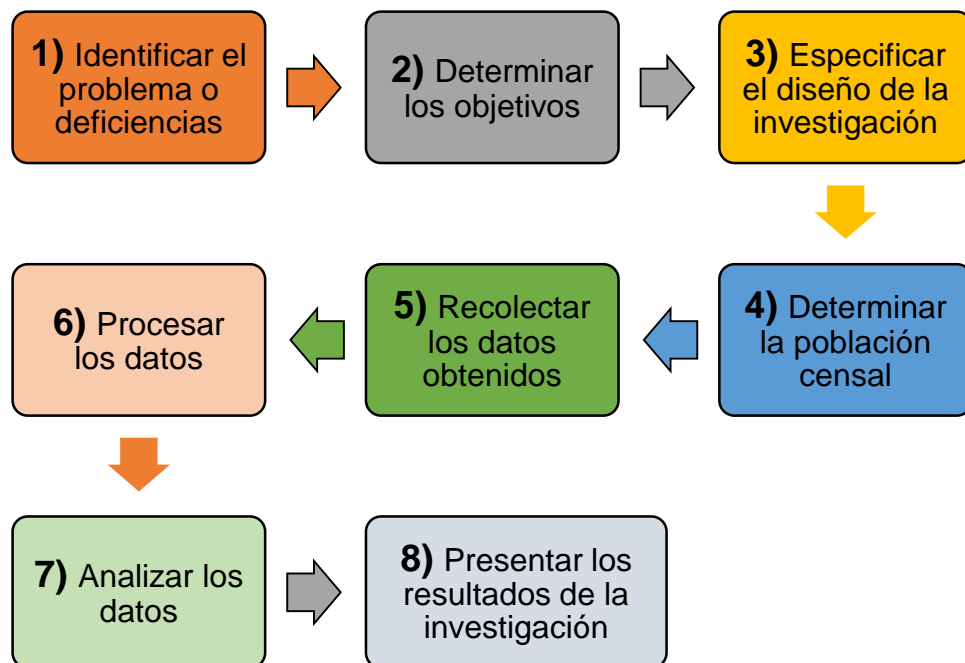 1) Identificar el
problema o
deficiencias
2) Determinar
los objetivos
3) Especificar
el diseño de la
investigación
4) Determinar
la población
censal
5) Recolectar
los datos
obtenidos
6) Procesar
los datos
7) Analizar los
datos
8) Presentar los
resultados de la
investigación